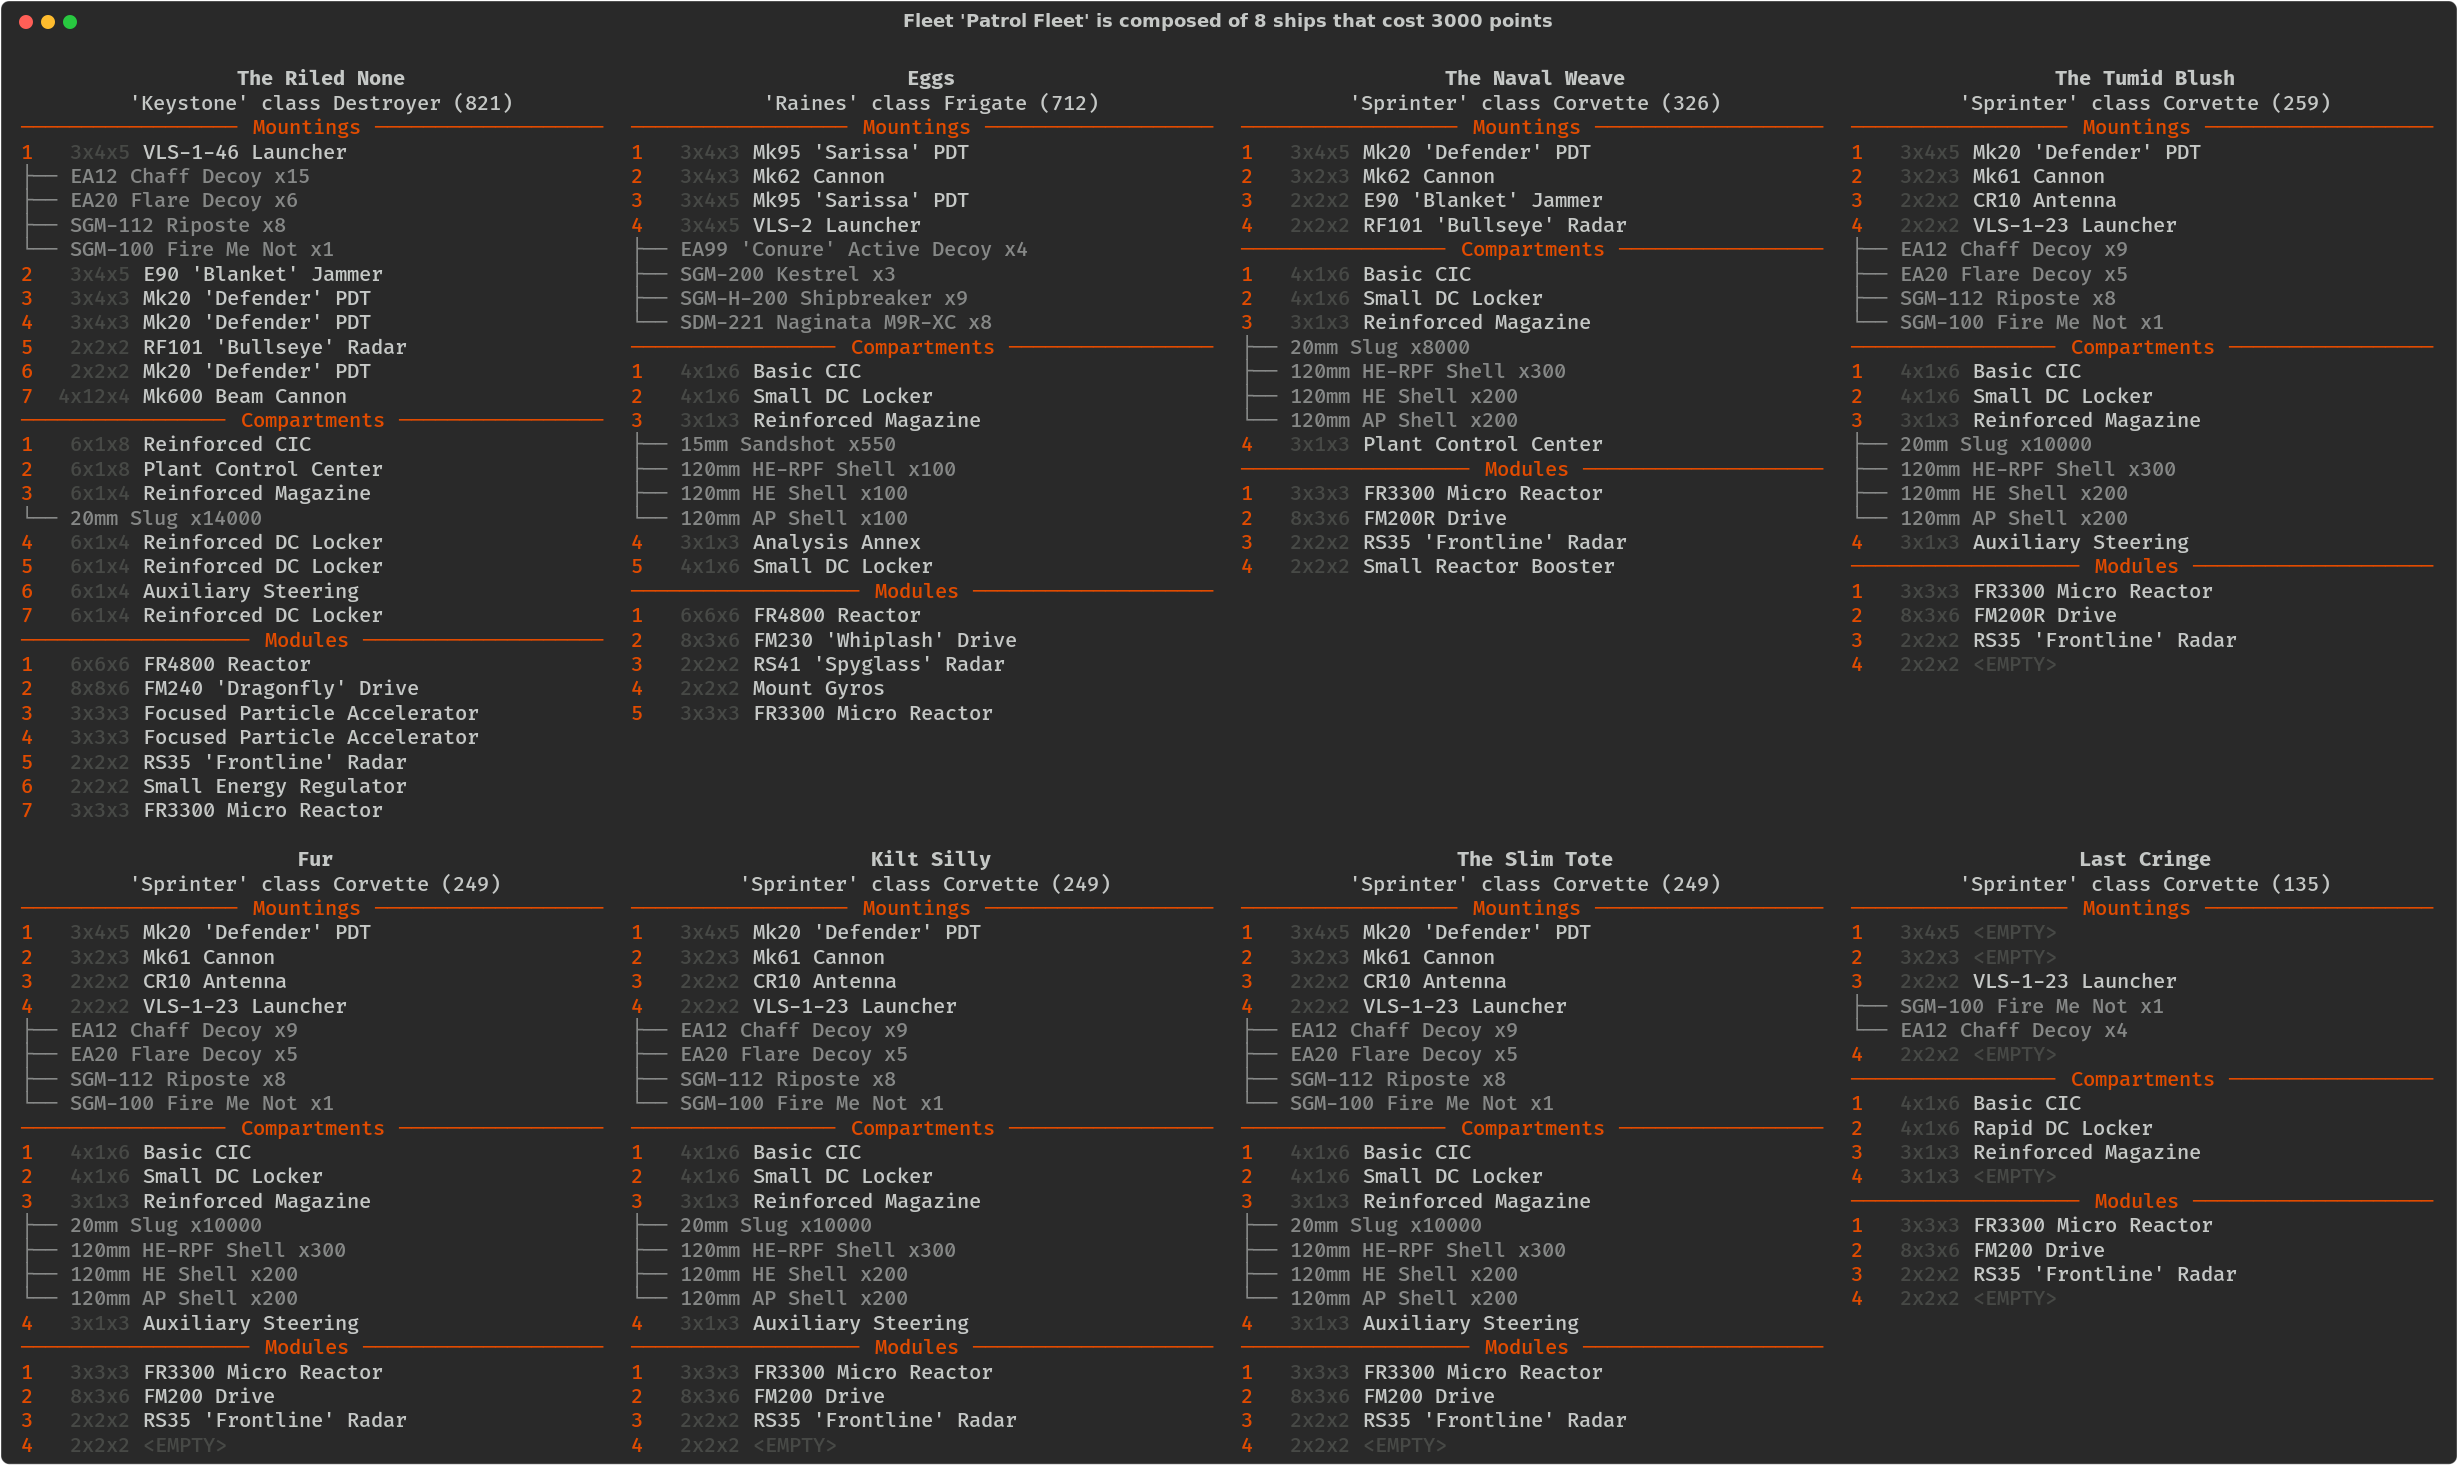 Fleet 'Patrol Fleet' is composed of 8 ships that cost 3000 points
The Riled None
'Keystone' class Destroyer (821)
Mountings
1 3x4x5 VLS-1-46 Launcher
EA12 Chaff Decoy x15
EA20 Flare Decoy x6
SGM-112 Riposte x8
SGM-100 Fire Me Not x1
2 3x4x5 E90 'Blanket' Jammer
3 3x4x3 Mk20 'Defender' PDT
4 3x4x3 Mk20 'Defender' PDT
5 2x2x2 RF101 'Bullseye' Radar
6 2x2x2 Mk20 'Defender' PDT
7 4x12x4 Mk600 Beam Cannon
Compartments
1 6x1x8 Reinforced CIC
2 6x1x8 Plant Control Center
3 6x1x4 Reinforced Magazine
20mm Slug x14000
4 6x1x4 Reinforced DC Locker
5 6x1x4 Reinforced DC Locker
6 6x1x4 Auxiliary Steering
7 6x1x4 Reinforced DC Locker
Modules
1 6x6x6 FR4800 Reactor
2 8x8x6 FM240 'Dragonfly' Drive
3 3x3x3 Focused Particle Accelerator
4 3x3x3 Focused Particle Accelerator
5 2x2x2 RS35 'Frontline' Radar
6 2x2x2 Small Energy Regulator
7 3x3x3 FR3300 Micro Reactor
Eggs
'Raines' class Frigate (712)
Mountings
1 3x4x3 Mk95 'Sarissa' PDT
2 3x4x3 Mk62 Cannon
3 3x4x5 Mk95 'Sarissa' PDT
4 3x4x5 VLS-2 Launcher
EA99 'Conure' Active Decoy x4
SGM-200 Kestrel x3
SGM-H-200 Shipbreaker x9
SDM-221 Naginata M9R-XC x8
Compartments
1 4x1x6 Basic CIC
2 4x1x6 Small DC Locker
3 3x1x3 Reinforced Magazine
15mm Sandshot x550
120mm HE-RPF Shell x100
120mm HE Shell x100
120mm AP Shell x100
4 3x1x3 Analysis Annex
5 4x1x6 Small DC Locker
Modules
1 6x6x6 FR4800 Reactor
2 8x3x6 FM230 'Whiplash' Drive
3 2x2x2 RS41 'Spyglass' Radar
4 2x2x2 Mount Gyros
5 3x3x3 FR3300 Micro Reactor
The Naval Weave
'Sprinter' class Corvette (326)
Mountings
1 3x4x5 Mk20 'Defender' PDT
2 3x2x3 Mk62 Cannon
3 2x2x2 E90 'Blanket' Jammer
4 2x2x2 RF101 'Bullseye' Radar
Compartments
1 4x1x6 Basic CIC
2 4x1x6 Small DC Locker
3 3x1x3 Reinforced Magazine
20mm Slug x8000
120mm HE-RPF Shell x300
120mm HE Shell x200
120mm AP Shell x200
4 3x1x3 Plant Control Center
Modules
1 3x3x3 FR3300 Micro Reactor
2 8x3x6 FM200R Drive
3 2x2x2 RS35 'Frontline' Radar
4 2x2x2 Small Reactor Booster
The Tumid Blush
'Sprinter' class Corvette (259)
Mountings
1 3x4x5 Mk20 'Defender' PDT
2 3x2x3 Mk61 Cannon
3 2x2x2 CR10 Antenna
4 2x2x2 VLS-1-23 Launcher
EA12 Chaff Decoy x9
EA20 Flare Decoy x5
SGM-112 Riposte x8
SGM-100 Fire Me Not x1
Compartments
1 4x1x6 Basic CIC
2 4x1x6 Small DC Locker
3 3x1x3 Reinforced Magazine
20mm Slug x10000
120mm HE-RPF Shell x300
120mm HE Shell x200
120mm AP Shell x200
4 3x1x3 Auxiliary Steering
Modules
1 3x3x3 FR3300 Micro Reactor
2 8x3x6 FM200R Drive
3 2x2x2 RS35 'Frontline' Radar
4 2x2x2 <EMPTY>
Fur
'Sprinter' class Corvette (249)
Mountings
1 3x4x5 Mk20 'Defender' PDT
2 3x2x3 Mk61 Cannon
3 2x2x2 CR10 Antenna
4 2x2x2 VLS-1-23 Launcher
EA12 Chaff Decoy x9
EA20 Flare Decoy x5
SGM-112 Riposte x8
SGM-100 Fire Me Not x1
Compartments
1 4x1x6 Basic CIC
2 4x1x6 Small DC Locker
3 3x1x3 Reinforced Magazine
20mm Slug x10000
120mm HE-RPF Shell x300
120mm HE Shell x200
120mm AP Shell x200
4 3x1x3 Auxiliary Steering
Modules
1 3x3x3 FR3300 Micro Reactor
2 8x3x6 FM200 Drive
3 2x2x2 RS35 'Frontline' Radar
4 2x2x2 <EMPTY>
Kilt Silly
'Sprinter' class Corvette (249)
Mountings
1 3x4x5 Mk20 'Defender' PDT
2 3x2x3 Mk61 Cannon
3 2x2x2 CR10 Antenna
4 2x2x2 VLS-1-23 Launcher
EA12 Chaff Decoy x9
EA20 Flare Decoy x5
SGM-112 Riposte x8
SGM-100 Fire Me Not x1
Compartments
1 4x1x6 Basic CIC
2 4x1x6 Small DC Locker
3 3x1x3 Reinforced Magazine
20mm Slug x10000
120mm HE-RPF Shell x300
120mm HE Shell x200
120mm AP Shell x200
4 3x1x3 Auxiliary Steering
Modules
1 3x3x3 FR3300 Micro Reactor
2 8x3x6 FM200 Drive
3 2x2x2 RS35 'Frontline' Radar
4 2x2x2 <EMPTY>
The Slim Tote
'Sprinter' class Corvette (249)
Mountings
1 3x4x5 Mk20 'Defender' PDT
2 3x2x3 Mk61 Cannon
3 2x2x2 CR10 Antenna
4 2x2x2 VLS-1-23 Launcher
EA12 Chaff Decoy x9
EA20 Flare Decoy x5
SGM-112 Riposte x8
SGM-100 Fire Me Not x1
Compartments
1 4x1x6 Basic CIC
2 4x1x6 Small DC Locker
3 3x1x3 Reinforced Magazine
20mm Slug x10000
120mm HE-RPF Shell x300
120mm HE Shell x200
120mm AP Shell x200
4 3x1x3 Auxiliary Steering
Modules
1 3x3x3 FR3300 Micro Reactor
2 8x3x6 FM200 Drive
3 2x2x2 RS35 'Frontline' Radar
4 2x2x2 <EMPTY>
Last Cringe
'Sprinter' class Corvette (135)
Mountings
1 3x4x5 <EMPTY>
2 3x2x3 <EMPTY>
3 2x2x2 VLS-1-23 Launcher
SGM-100 Fire Me Not x1
EA12 Chaff Decoy x4
4 2x2x2 <EMPTY>
Compartments
1 4x1x6 Basic CIC
2 4x1x6 Rapid DC Locker
3 3x1x3 Reinforced Magazine
4 3x1x3 <EMPTY>
Modules
1 3x3x3 FR3300 Micro Reactor
2 8x3x6 FM200 Drive
3 2x2x2 RS35 'Frontline' Radar
4 2x2x2 <EMPTY>